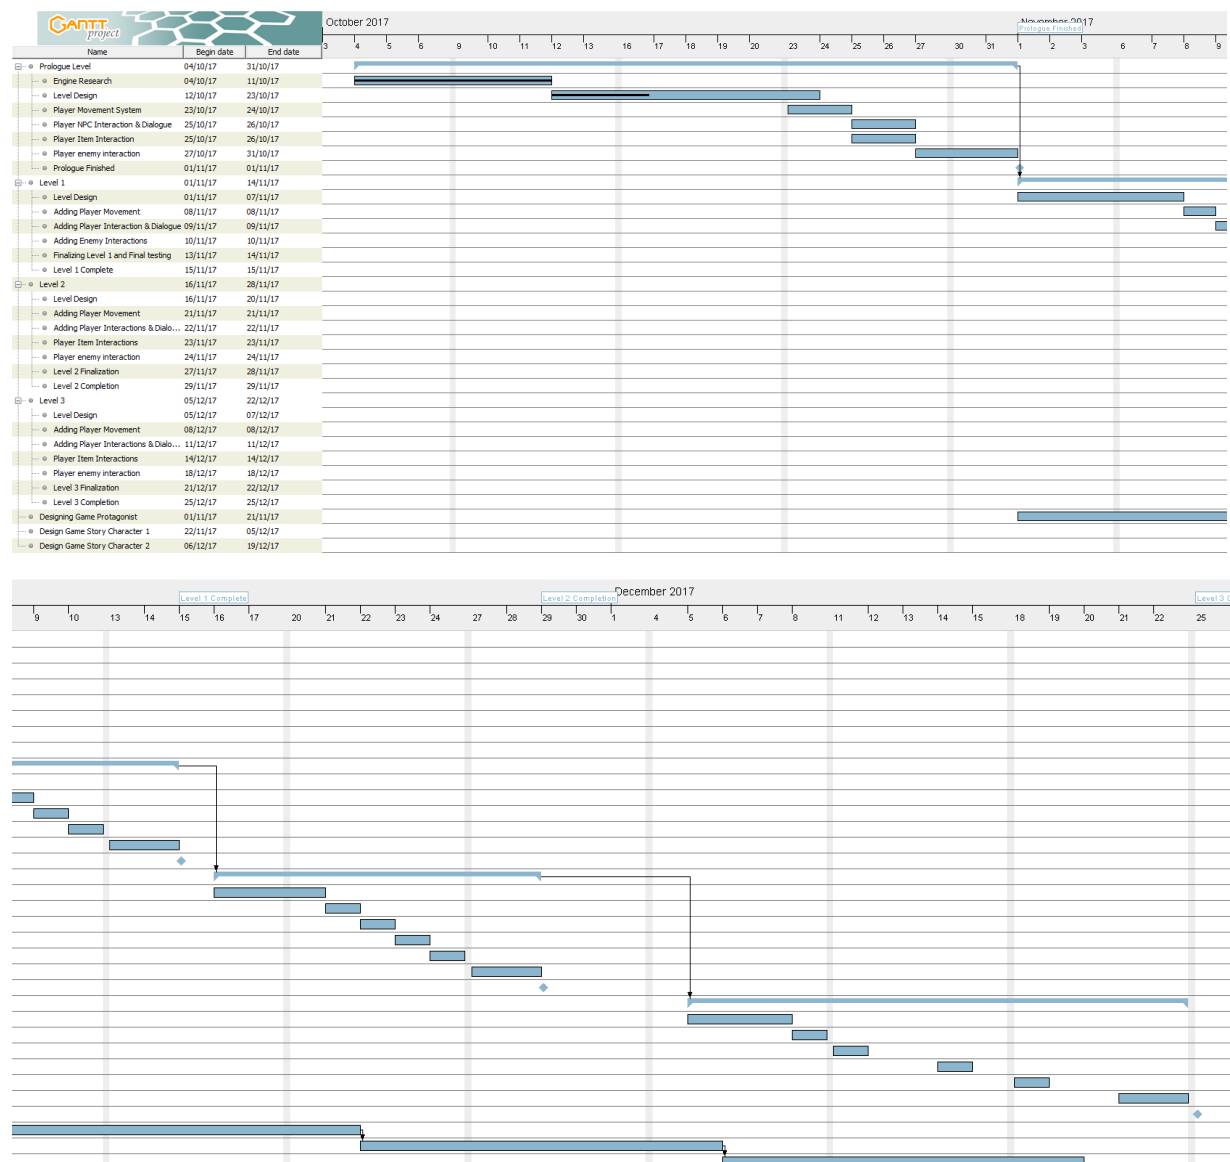 GANTT
project
October 2017
November 2017
Prologue Finished
Name Begin date End date
3 4 5 6 9 10 11 12 13 16 17 18 19 20 23 24 25 26 27 30 31 1 2 3 6 7 8 9
Prologue Level 04/10/17 31/10/17
Engine Research 04/10/17 11/10/17
Level Design 12/10/17 23/10/17
Player Movement System 23/10/17 24/10/17
Player NPC Interaction & Dialogue 25/10/17 26/10/17
Player Item Interaction 25/10/17 26/10/17
Player enemy interaction 27/10/17 31/10/17
Prologue Finished 01/11/17 01/11/17
Level 1 01/11/17 14/11/17
Level Design 01/11/17 07/11/17
Adding Player Movement 08/11/17 08/11/17
Adding Player Interaction & Dialogue 09/11/17 09/11/17
Adding Enemy Interactions 10/11/17 10/11/17
Finalizing Level 1 and Final testing 13/11/17 14/11/17
Level 1 Complete 15/11/17 15/11/17
Level 2 16/11/17 28/11/17
Level Design 16/11/17 20/11/17
Adding Player Movement 21/11/17 21/11/17
Adding Player Interactions & Dialo... 22/11/17 22/11/17
Player Item Interactions 23/11/17 23/11/17
Player enemy interaction 24/11/17 24/11/17
Level 2 Finalization 27/11/17 28/11/17
Level 2 Completion 29/11/17 29/11/17
Level 3 05/12/17 22/12/17
Level Design 05/12/17 07/12/17
Adding Player Movement 08/12/17 08/12/17
Adding Player Interactions & Dialo... 11/12/17 11/12/17
Player Item Interactions 14/12/17 14/12/17
Player enemy interaction 18/12/17 18/12/17
Level 3 Finalization 21/12/17 22/12/17
Level 3 Completion 25/12/17 25/12/17
Designing Game Protagonist 01/11/17 21/11/17
Design Game Story Character 1 22/11/17 05/12/17
Design Game Story Character 2 06/12/17 19/12/17
December 2017
Level 1 Complete Level 2 Completion Level 3 C
9 10 13 14 15 16 17 20 21 22 23 24 27 28 29 30 1 4 5 6 7 8 11 12 13 14 15 18 19 20 21 22 25